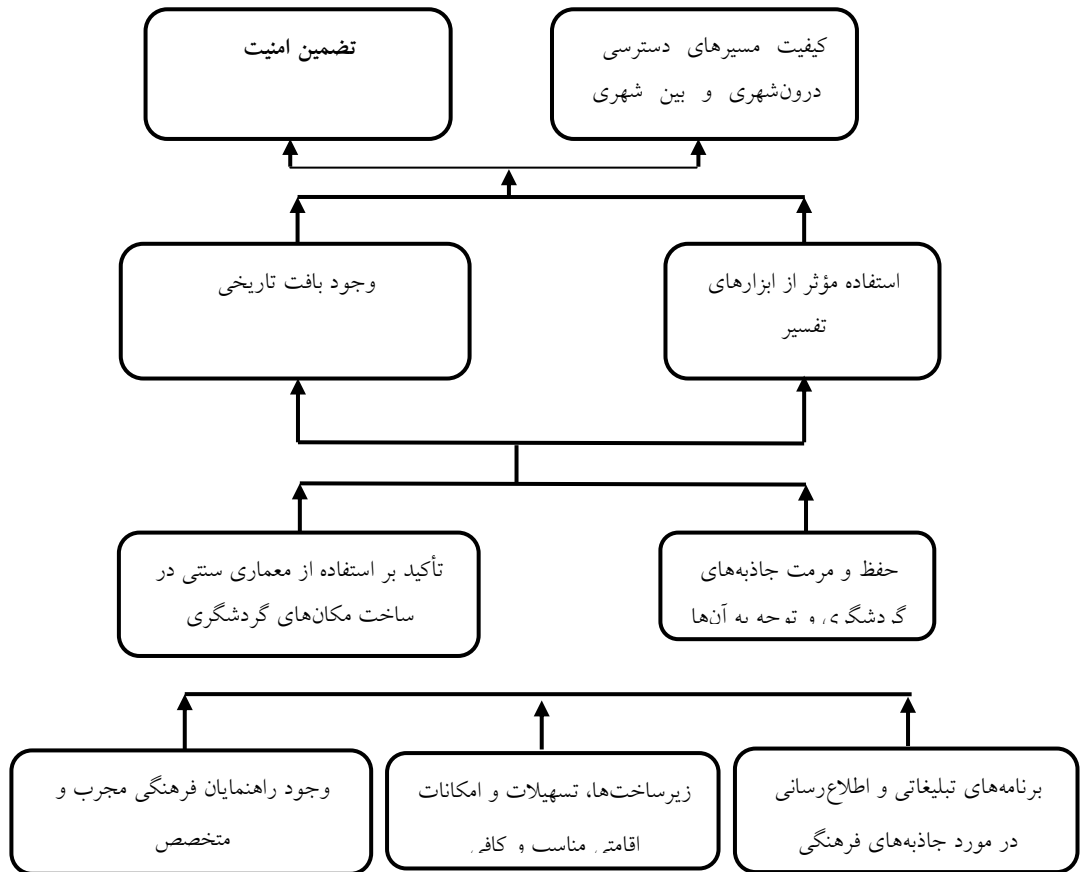 کیفیت مسیرهای دسترسی
درون‌شهری و بین شهری
تضمین امنیت
استفاده مؤثر از ابزارهای
تفسیر
وجود بافت تاریخی
حفظ و مرمت جاذبه‌های
گردشگری و توجه به آن‌ها
تأکید بر استفاده از معماری سنتی در
ساخت مکان‌های گردشگری
برنامه‌های تبلیغاتی و اطلاع‌رسانی
در مورد جاذبه‌های فرهنگی
زیرساخت‌ها، تسهیلات و امکانات
اقامتی مناسب و کافی
وجود راهنمایان فرهنگی مجرب و
متخصص